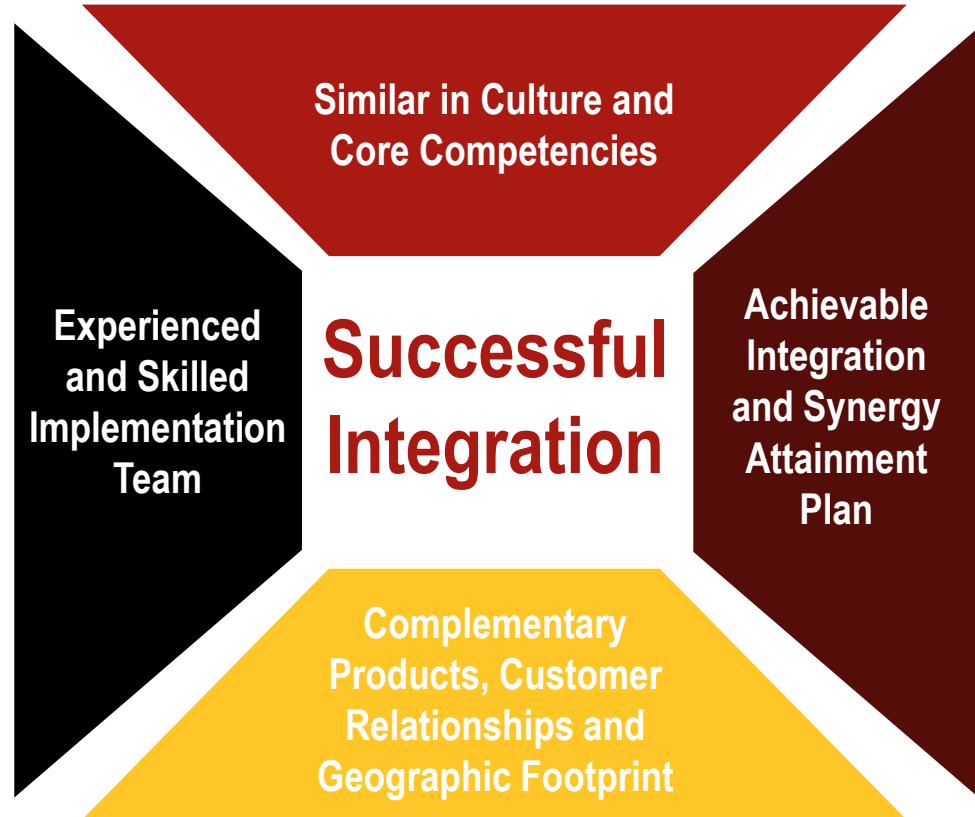 Similar in Culture and
Core Competencies
Experienced
and Skilled
Implementation
Team
Successful
Integration
Achievable
Integration
and Synergy
Attainment
Plan
Complementary
Products, Customer
Relationships and
Geographic Footprint